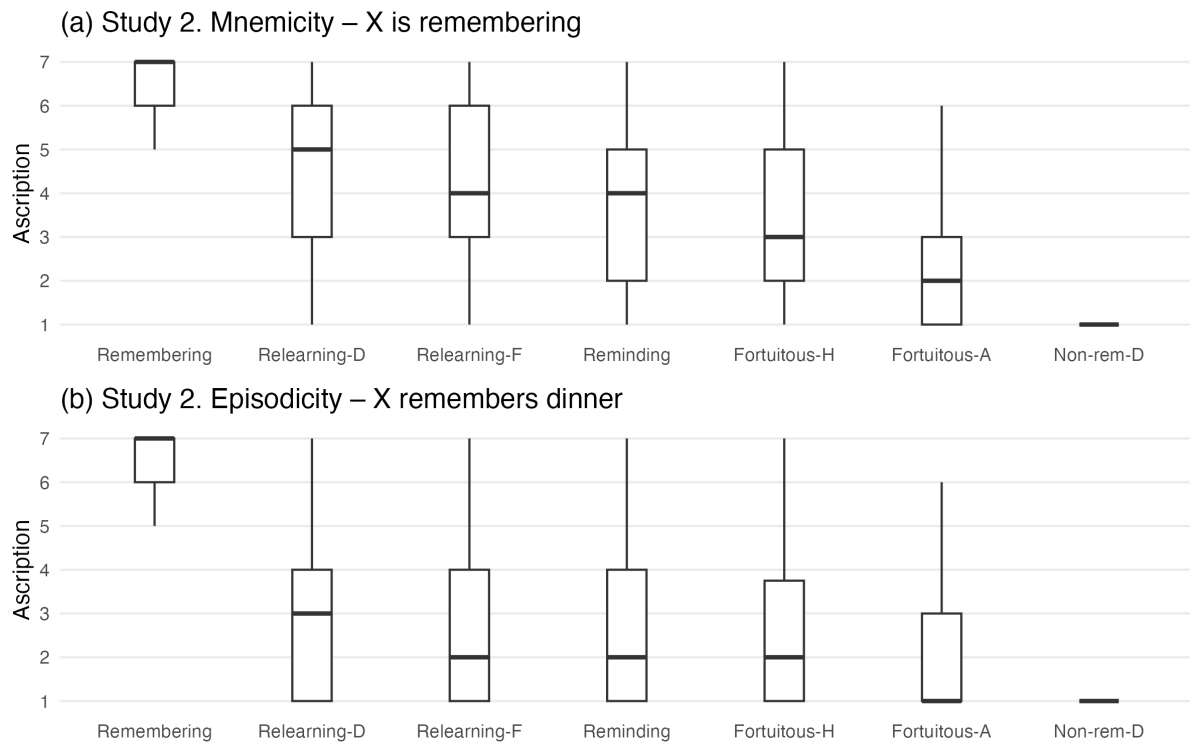 (a) Study 2. Mnemicity – X is remembering
Ascription
7
6
5
4
3
2
1
Remembering Relearning-D Relearning-F Reminding Fortuitous-H Fortuitous-A Non-rem-D
(b) Study 2. Episodicity – X remembers dinner
Ascription
7
6
5
4
3
2
1
Remembering Relearning-D Relearning-F Reminding Fortuitous-H Fortuitous-A Non-rem-D